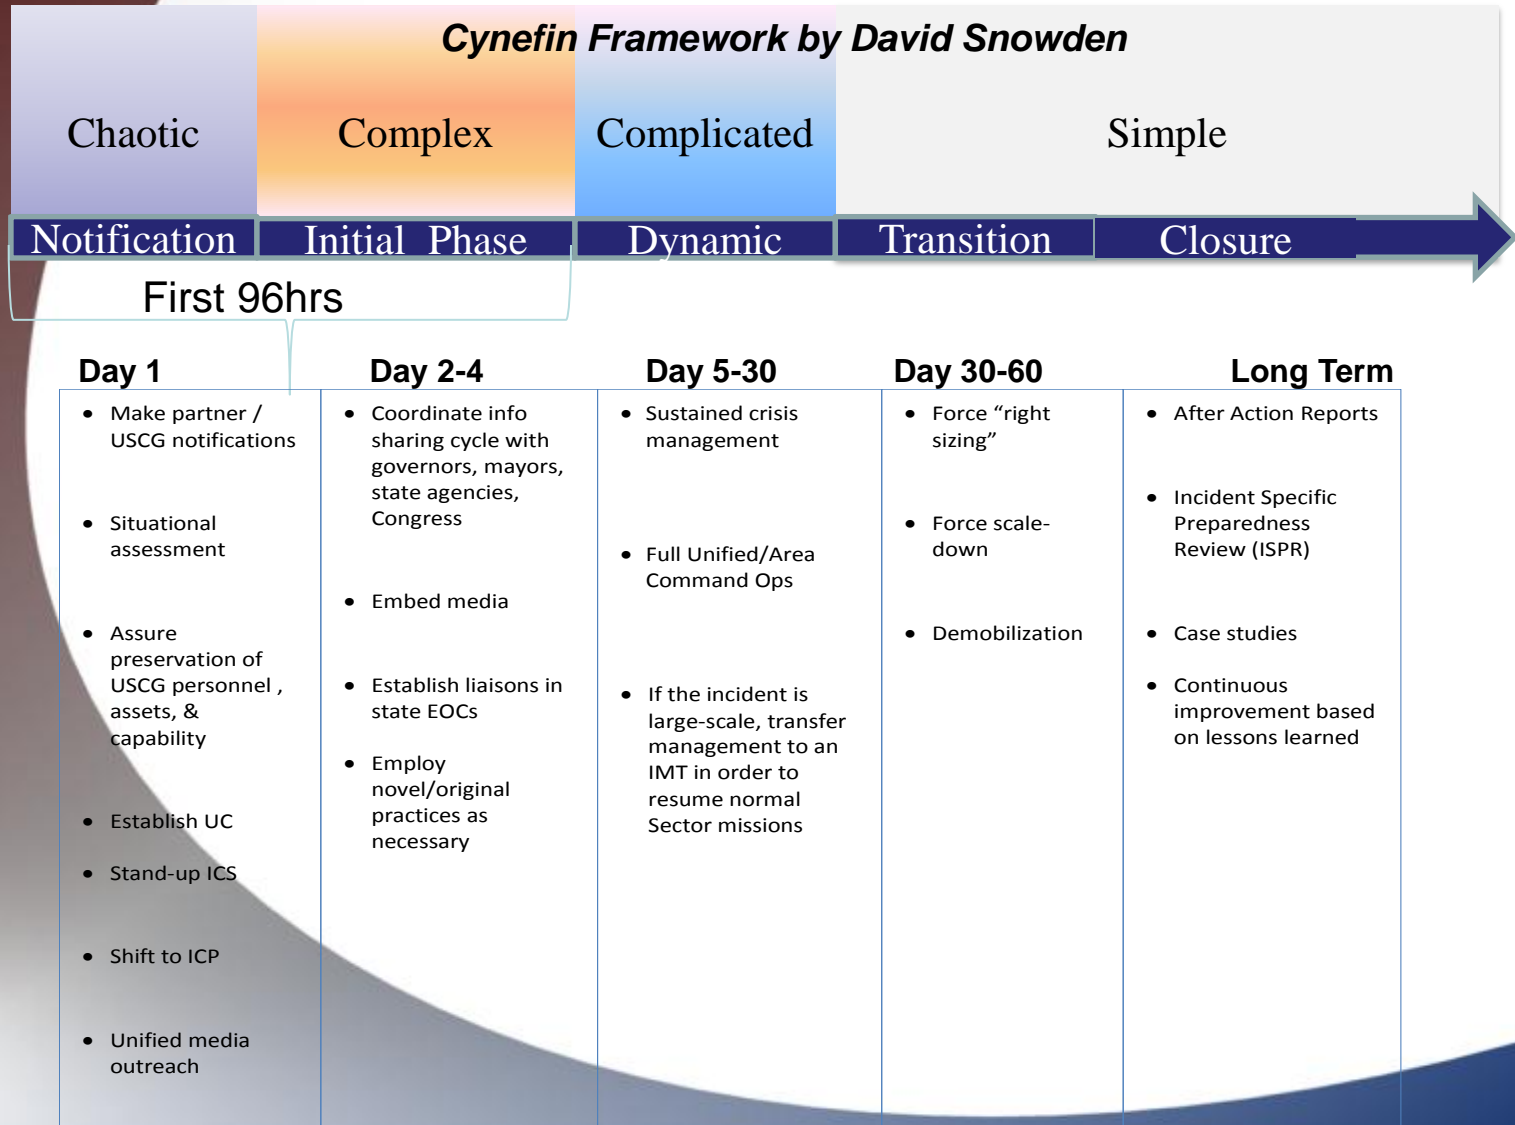 Cynefin Framework by David Snowden
Chaotic
Complex
Complicated
Simple
Notification
Initial Phase
Dynamic
Transition
Closure
First 96hrs
Day 1
• Make partner /
USCG notifications
• Situational
assessment
• Assure
preservation of
USCG personnel ,
assets, &
capability
• Establish UC
• Stand-up ICS
• Shift to ICP
• Unified media
outreach
Day 2-4
• Coordinate info
sharing cycle with
governors, mayors,
state agencies,
Congress
• Embed media
• Establish liaisons in
state EOCs
• Employ
novel/original
practices as
necessary
Day 5-30
• Sustained crisis
management
• Full Unified/Area
Command Ops
• If the incident is
large-scale, transfer
management to an
IMT in order to
resume normal
Sector missions
Day 30-60
• Force “right
sizing”
• Force scale-
down
• Demobilization
Long Term
• After Action Reports
• Incident Specific
Preparedness
Review (ISPR)
• Case studies
• Continuous
improvement based
on lessons learned